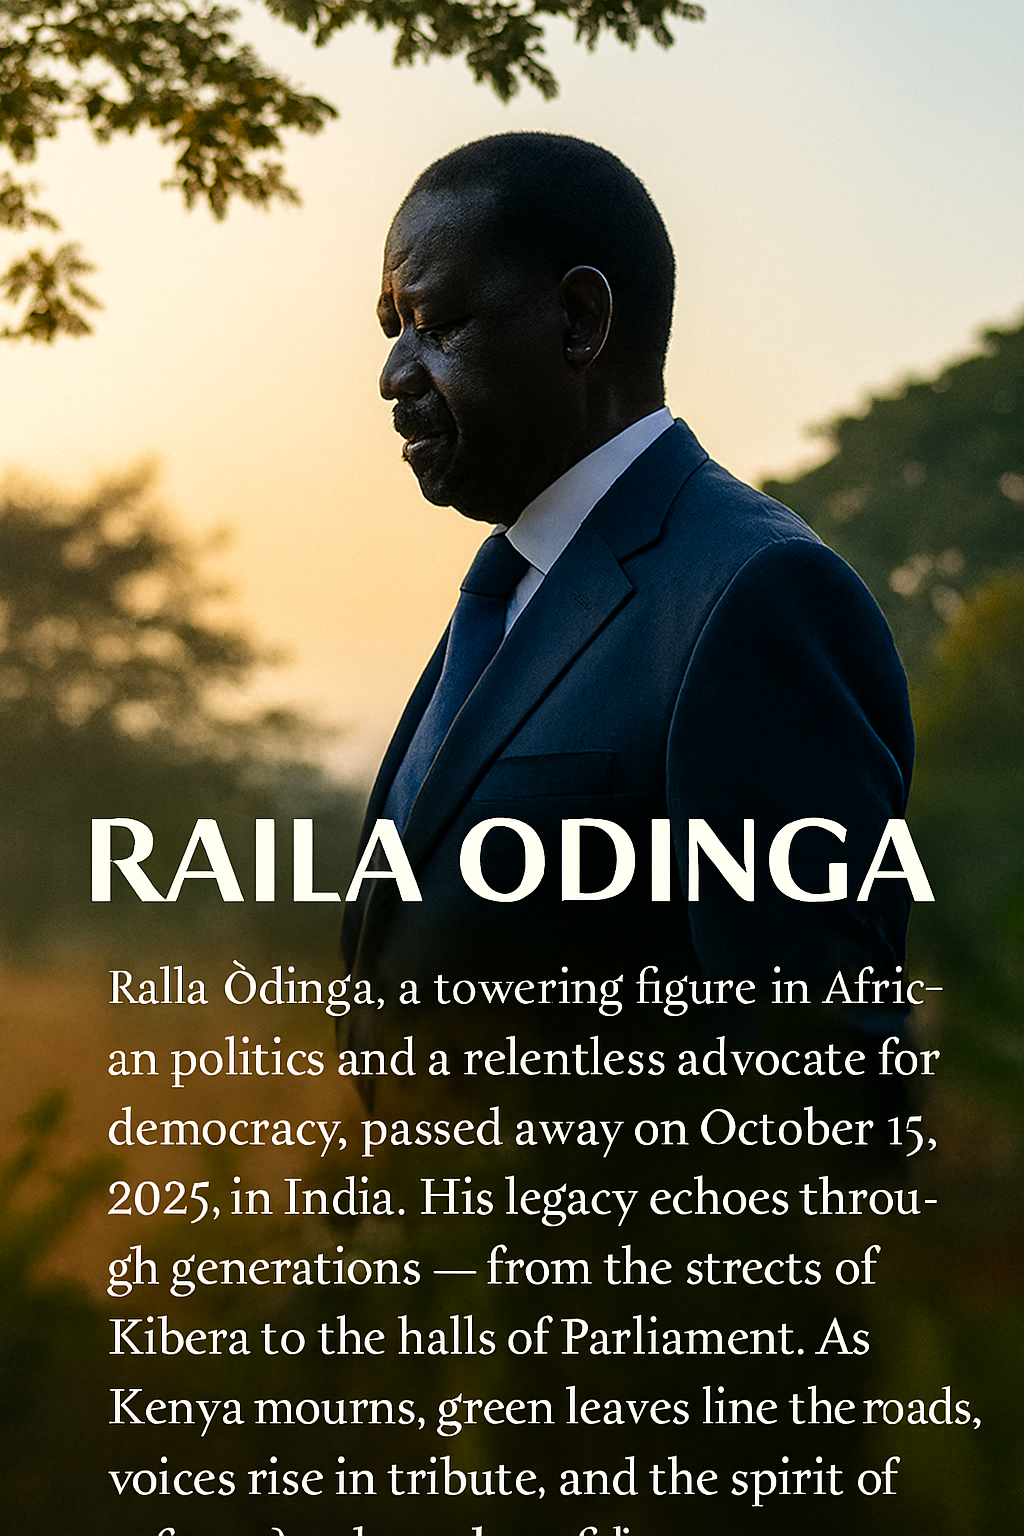 RAILA ODINGA
Ralla Òdinga, a towering figure in Afric-
an politics and a relentless advocate for
democracy, passed away on October 15,
2025, in India. His legacy echoes throu-
gh generations — from the strects of
Kibera to the halls of Parliament. As
Kenya mourns, green leaves line the roads,
voices rise in tribute, and the spirit of